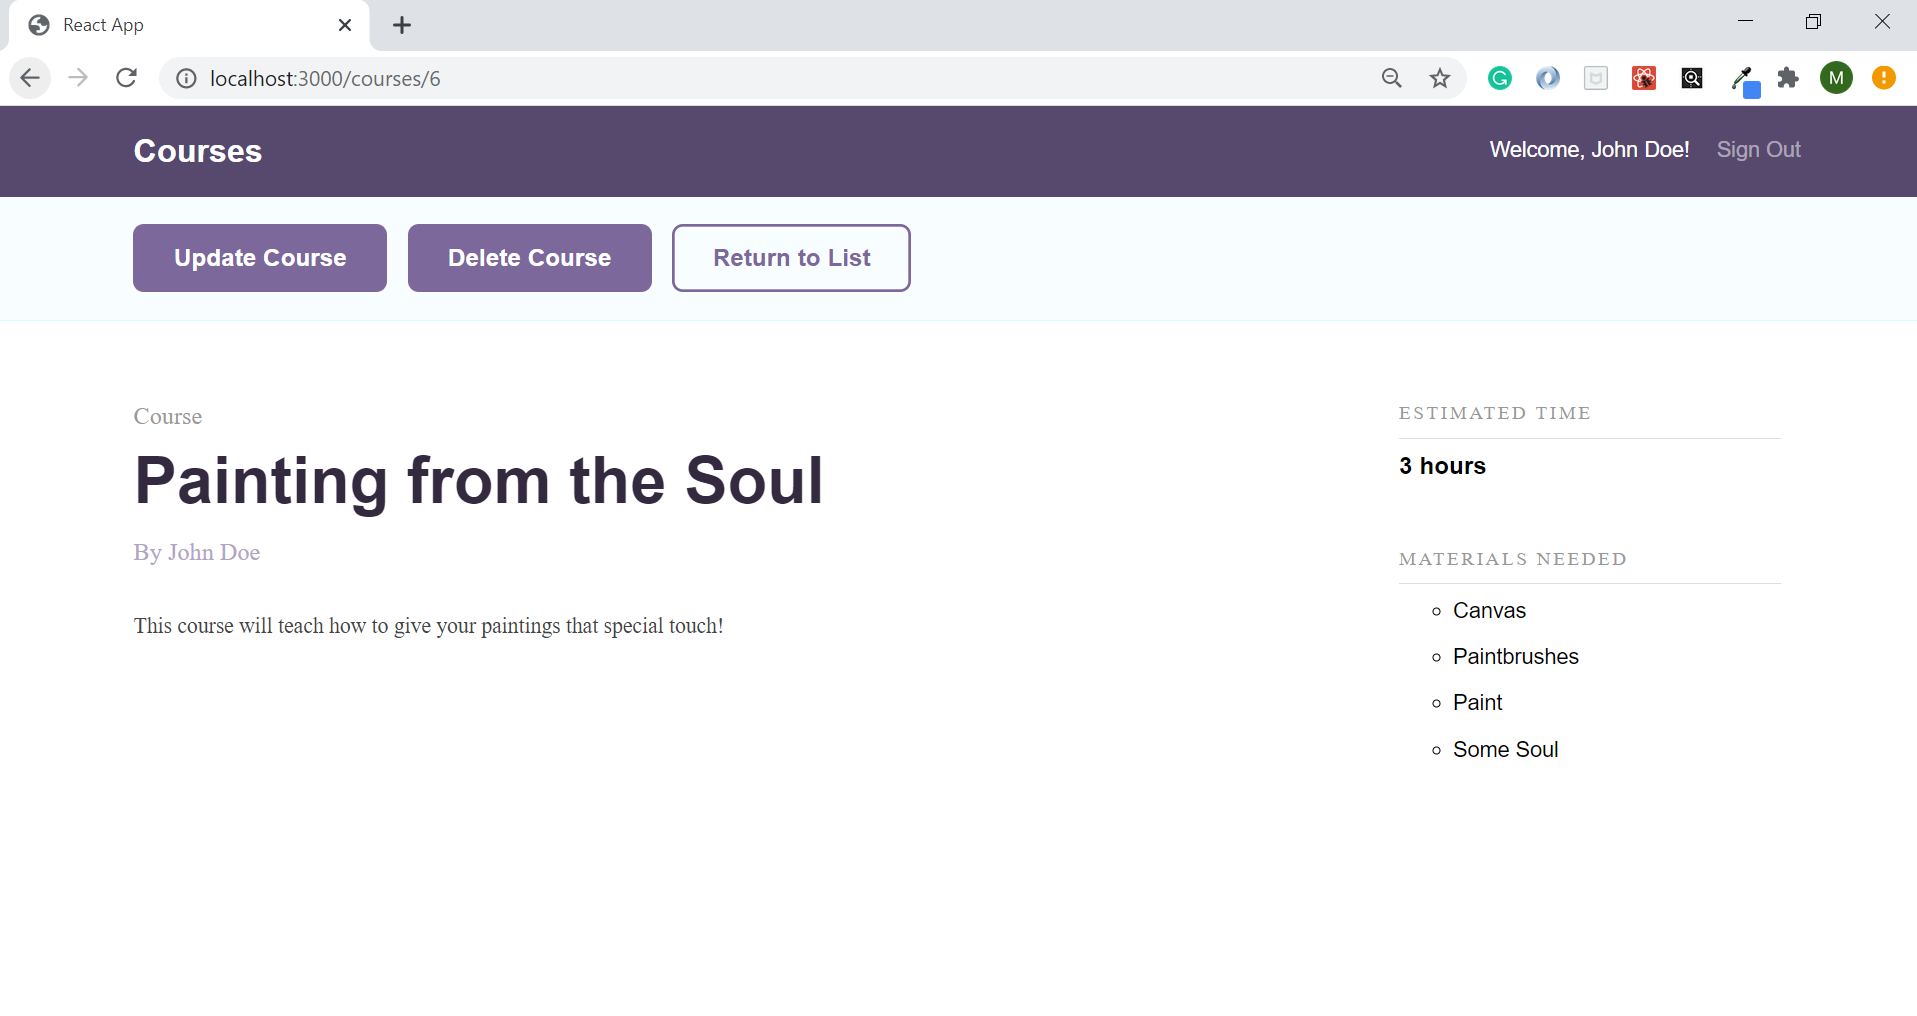 React App
localhost:3000/courses/6
M
Courses
Welcome, John Doe! Sign Out
Update Course Delete Course Return to List
Course
Painting from the Soul
By John Doe
This course will teach how to give your paintings that special touch!
ESTIMATED TIME
3 hours
MATERIALS NEEDED
Canvas
Paintbrushes
Paint
Some Soul